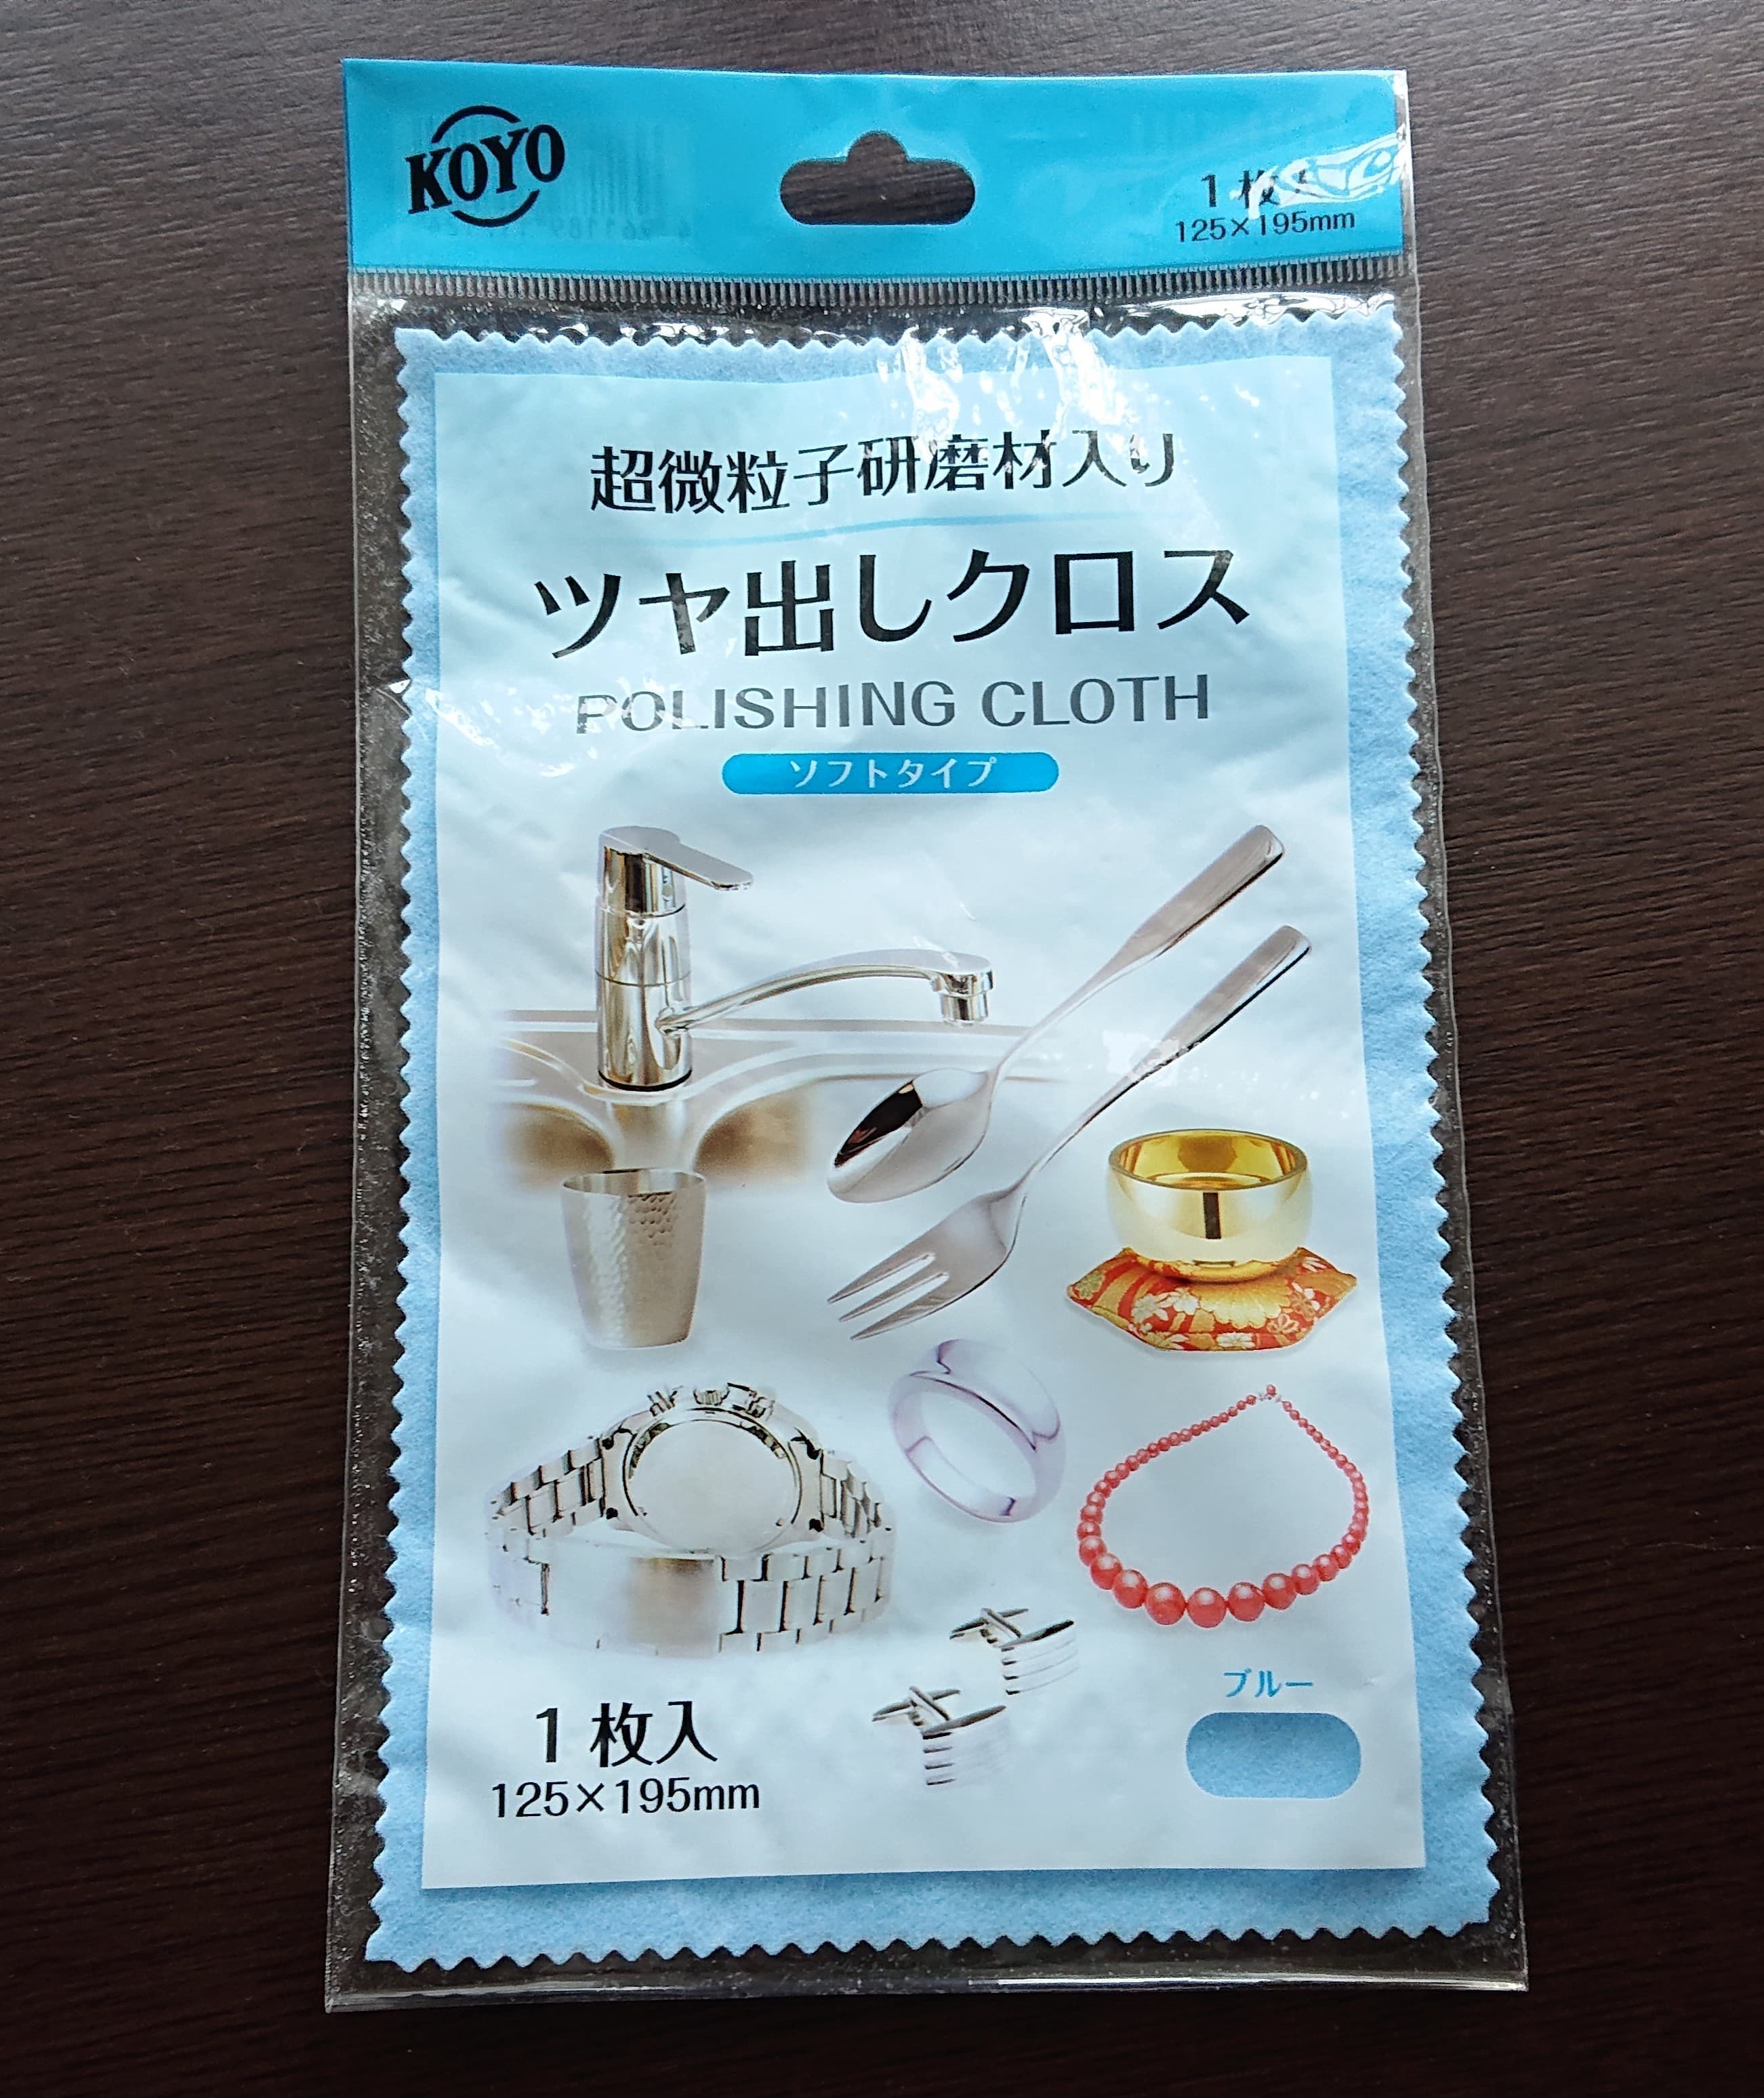 KOYO
1枚
125×195mm
超微粒子研磨材入り
ツヤ出しクロス
POLISHING CLOTH
ソフトタイプ
ブルー
1枚入
125×195mm